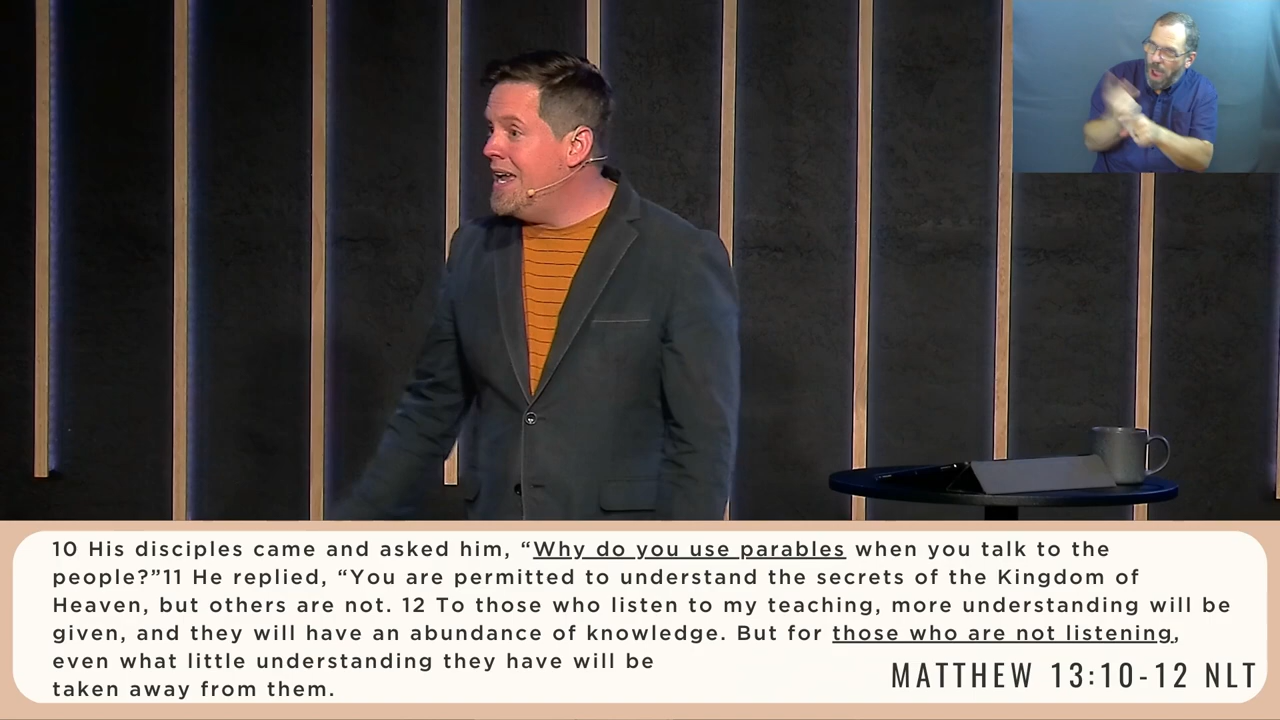 10 His disciples came and asked him, “Why do you use parables when you talk to the
people?”11 He replied, “You are permitted to understand the secrets of the Kingdom of
Heaven, but others are not. 12 To those who listen to my teaching, more understanding will be
given, and they will have an abundance of knowledge. But for those who are not listening,
even what little understanding they have will be
taken away from them.
MATTHEW 13:10-12 NLT